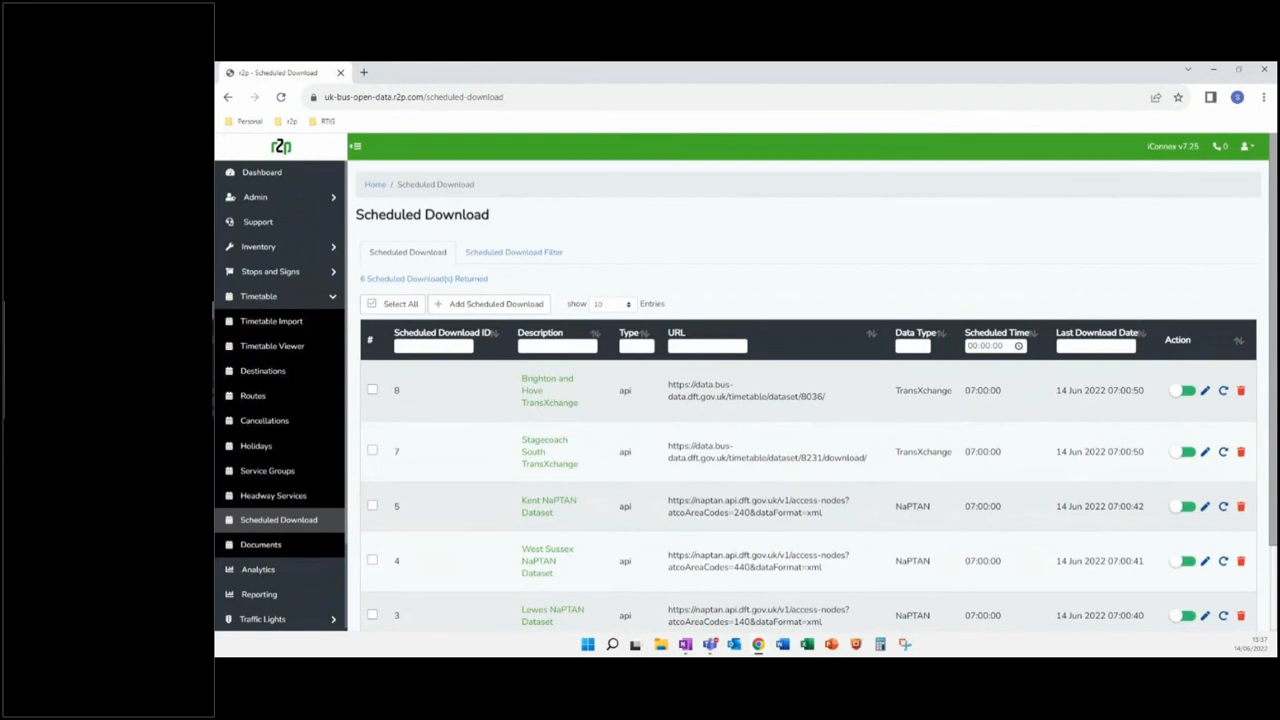 r2p - Scheduled Download
uk-bus-open-data.r2p.com/scheduled-download
S
Personal
r2p
RTIG
r2p
iConnex v7.25
0
Dashboard
Admin
Support
Inventory
Stops and Signs
Timetable
Timetable Import
Timetable Viewer
Destinations
Routes
Cancellations
Holidays
Service Groups
Headway Services
Scheduled Download
Documents
Analytics
Reporting
Traffic Lights
Home / Scheduled Download
Scheduled Download
Scheduled Download
Scheduled Download Filter
6 Scheduled Download(s) Returned
Select All
+ Add Scheduled Download
show 10 Entries
# Scheduled Download ID Description Type URL Data Type Scheduled Time Last Download Date Action
00:00:00
8 Brighton and Hove TransXchange api https://data.bus-
data.dft.gov.uk/timetable/dataset/8036/ TransXchange 07:00:00 14 Jun 2022 07:00:50
7 Stagecoach South TransXchange api https://data.bus-
data.dft.gov.uk/timetable/dataset/8231/download/ TransXchange 07:00:00 14 Jun 2022 07:00:50
5 Kent NaPTAN Dataset api https://naptan.api.dft.gov.uk/v1/access-nodes?
atcoAreaCodes=240&dataFormat=xml NaPTAN 07:00:00 14 Jun 2022 07:00:42
4 West Sussex NaPTAN Dataset api https://naptan.api.dft.gov.uk/v1/access-nodes?
atcoAreaCodes=440&dataFormat=xml NaPTAN 07:00:00 14 Jun 2022 07:00:41
3 Lewes NaPTAN Dataset api https://naptan.api.dft.gov.uk/v1/access-nodes?
atcoAreaCodes=140&dataFormat=xml NaPTAN 07:00:00 14 Jun 2022 07:00:40
13:37
14/06/2022